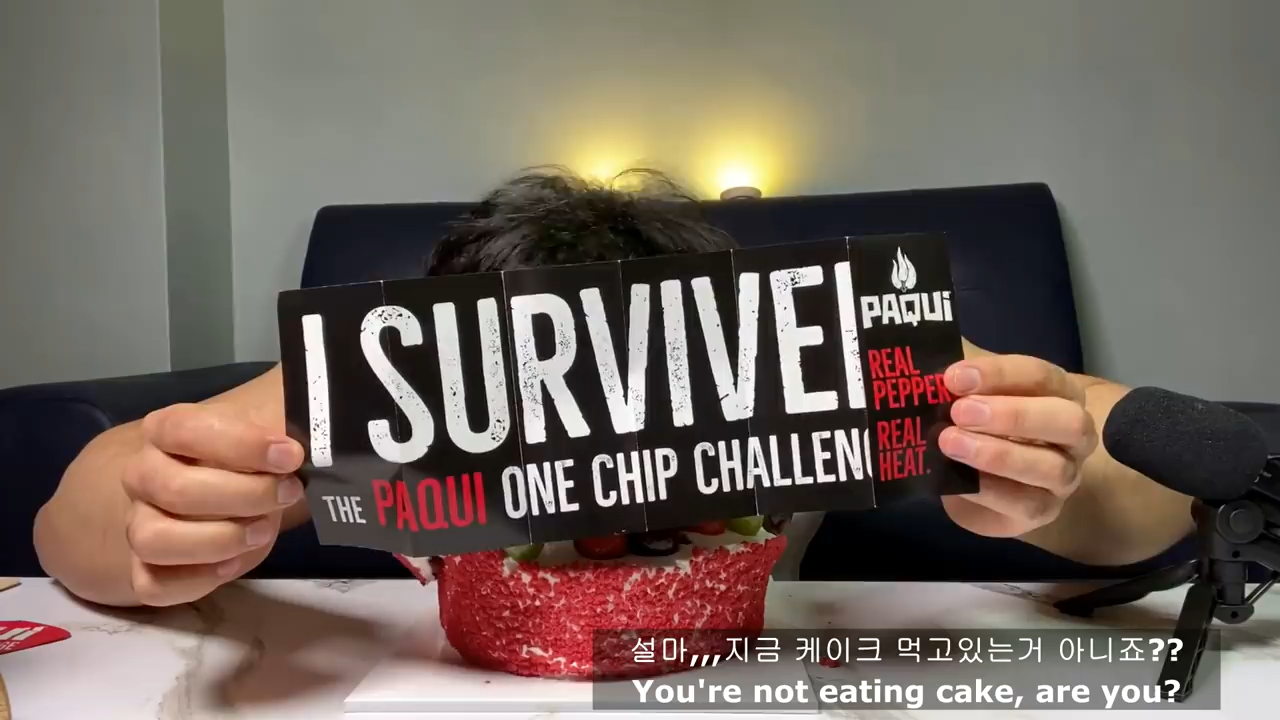 I SURVIVE
THE PAQUI ONE CHIP CHALLEN
PAQUI
REAL
PEPPER
REAL
HEAT.
설마,,,지금 케이크 먹고있는거 아니죠??
You're not eating cake, are you?